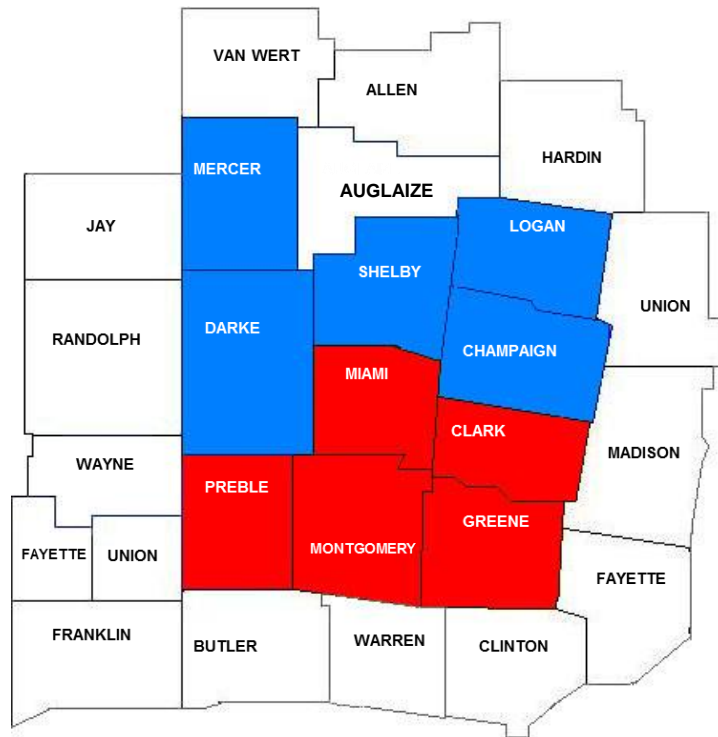 VAN WERT
ALLEN
HARDIN
MERCER
AUGLAIZE
JAY
LOGAN
SHELBY
UNION
DARKE
RANDOLPH
CHAMPAIGN
MIAMI
CLARK
MADISON
WAYNE
PREBLE
GREENE
MONTGOMERY
FAYETTE
UNION
FAYETTE
FRANKLIN
BUTLER
WARREN
CLINTON